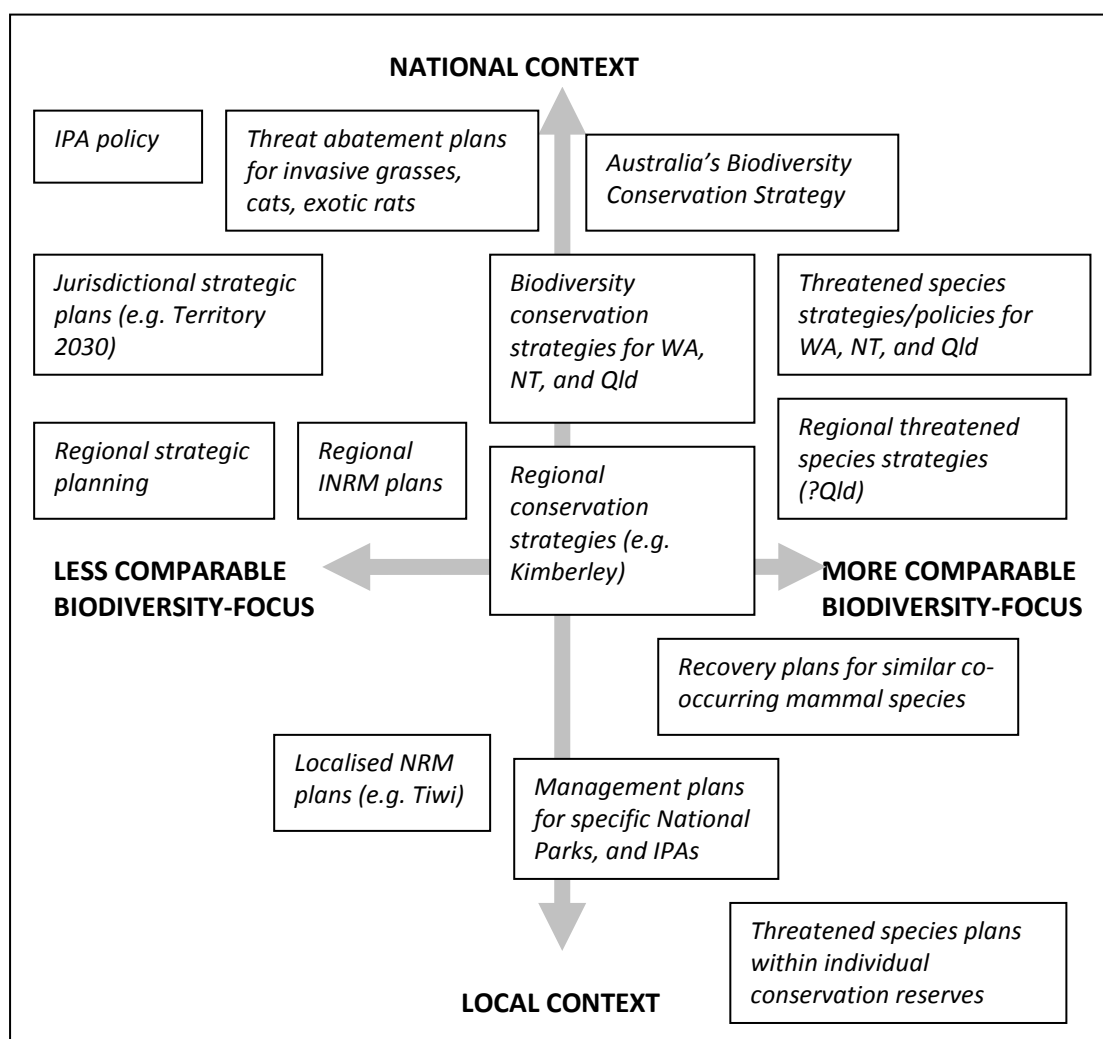 NATIONAL CONTEXT
IPA policy
Threat abatement plans
for invasive grasses,
cats, exotic rats
Australia’s Biodiversity
Conservation Strategy
Jurisdictional strategic
plans (e.g. Territory
2030)
Biodiversity
conservation
strategies for WA,
NT, and Qld
Threatened species
strategies/policies for
WA, NT, and Qld
Regional strategic
planning
Regional
INRM plans
Regional
conservation
strategies (e.g.
Kimberley)
Regional threatened
species strategies
(?Qld)
LESS COMPARABLE
BIODIVERSITY-FOCUS
MORE COMPARABLE
BIODIVERSITY-FOCUS
Recovery plans for similar co-
occurring mammal species
Localised NRM
plans (e.g. Tiwi)
Management plans
for specific National
Parks, and IPAs
Threatened species plans
within individual
conservation reserves
LOCAL CONTEXT